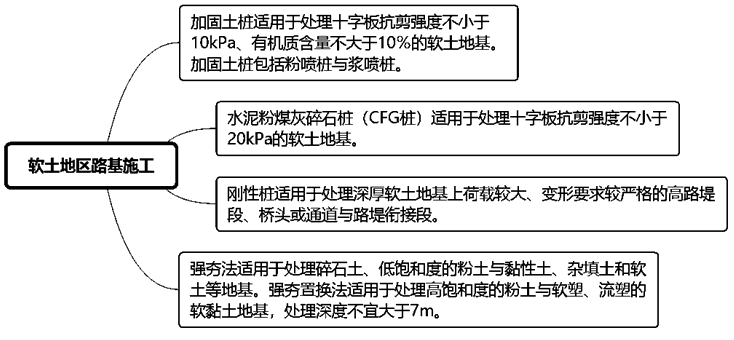 加固土桩适用于处理十字板抗剪强度不小于
10kPa、有机质含量不大于10%的软土地基。
加固土桩包括粉喷桩与浆喷桩。
水泥粉煤灰碎石桩（CFG桩）适用于处理十字板抗剪强度不小于
20kPa的软土地基。
软土地区路基施工
刚性桩适用于处理深厚软土地基上荷载较大、变形要求较严格的高路堤
段、桥头或通道与路堤衔接段。
强夯法适用于处理碎石土、低饱和度的粉土与黏性土、杂填土和软
土等地基。强夯置换法适用于处理高饱和度的粉土与软塑、流塑的
软黏土地基，处理深度不宜大于7m。